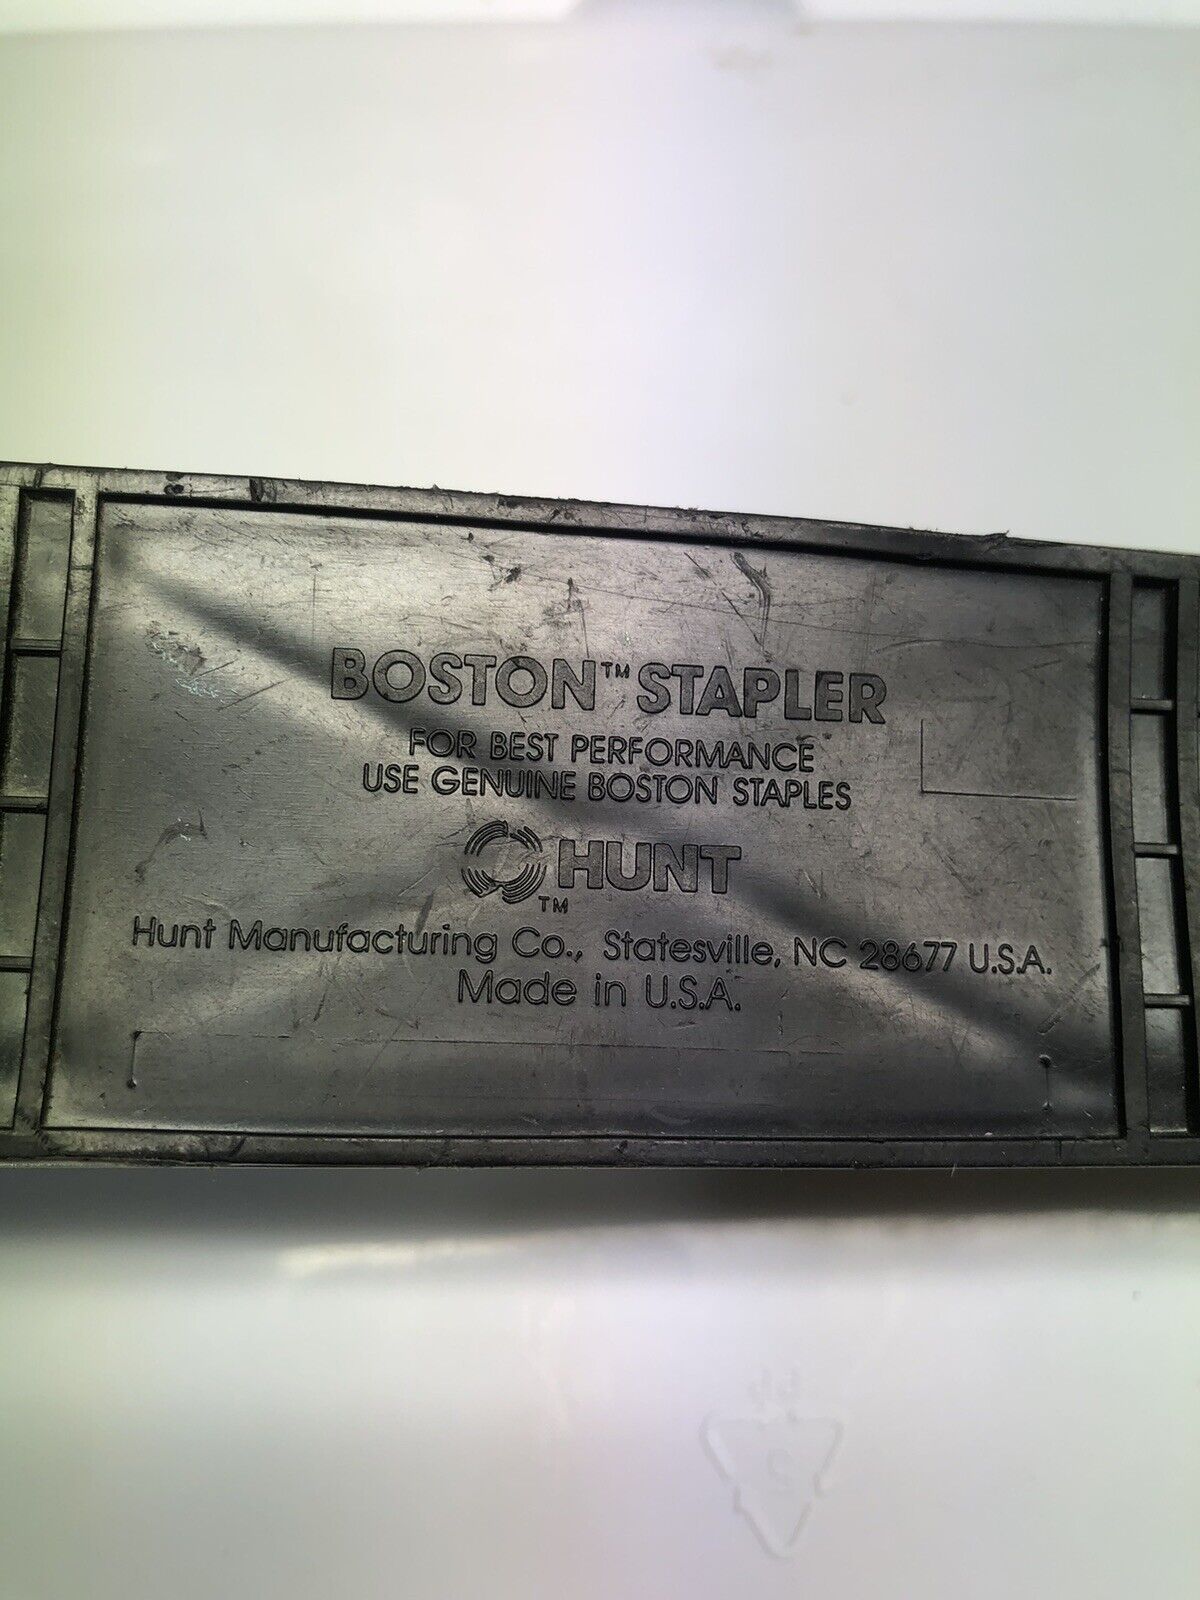 BOSTON™ STAPLER
FOR BEST PERFORMANCE
USE GENUINE BOSTON STAPLES
HUNT
TM
Hunt Manufacturing Co., Statesville, NC 28677 U.S.A.
Made in U.S.A.